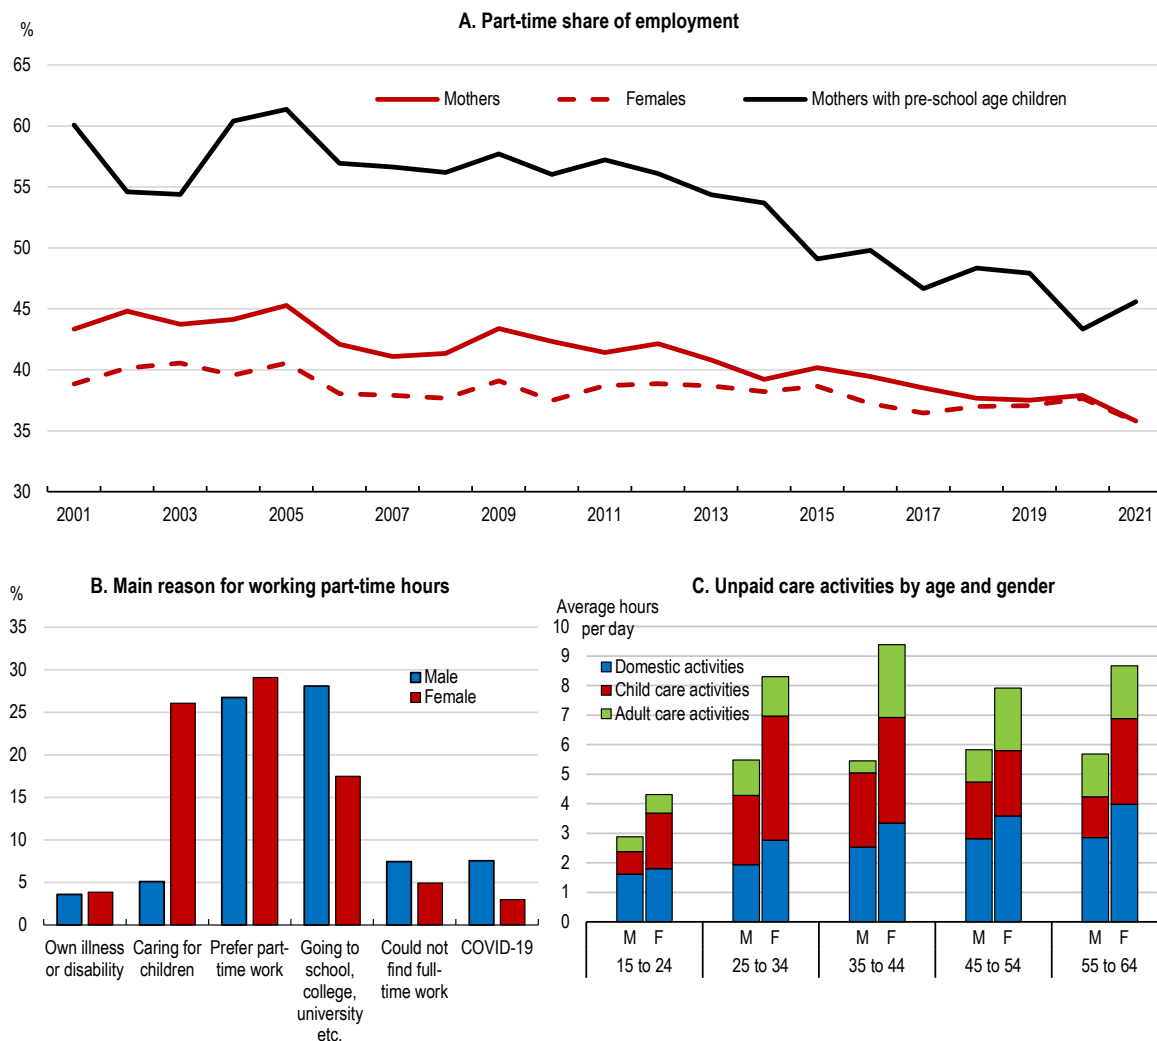 A. Part-time share of employment
%
65
60
55
50
45
40
35
30
Mothers
Females
Mothers with pre-school age children
2001
2003
2005
2007
2009
2011
2013
2015
2017
2019
2021
B. Main reason for working part-time hours
%
35
30
25
20
15
10
5
0
Male
Female
Own illness
or disability
Caring for
children
Prefer part-
time work
Going to
school,
college,
university
etc.
Could not
find full-
time work
COVID-19
C. Unpaid care activities by age and gender
Average hours
per day
10
9
8
7
6
5
4
3
2
1
0
Domestic activities
Child care activities
Adult care activities
M
F
M
F
M
F
M
F
M
F
15 to 24
25 to 34
35 to 44
45 to 54
55 to 64